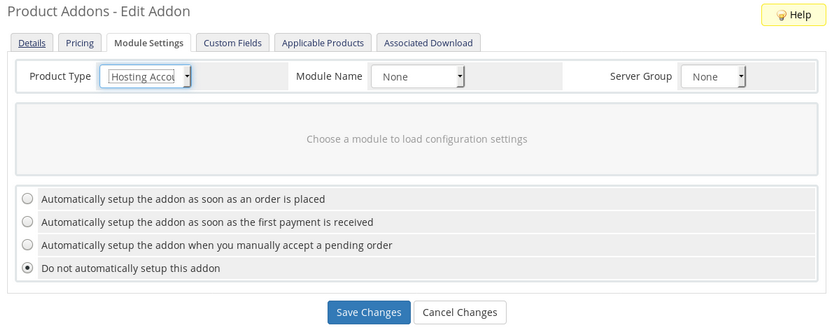 Product Addons - Edit Addon
Help
Details Pricing Module Settings Custom Fields Applicable Products Associated Download
Product Type Hosting Accou Module Name None Server Group None
Choose a module to load configuration settings
Automatically setup the addon as soon as an order is placed
Automatically setup the addon as soon as the first payment is received
Automatically setup the addon when you manually accept a pending order
Do not automatically setup this addon
Save Changes Cancel Changes